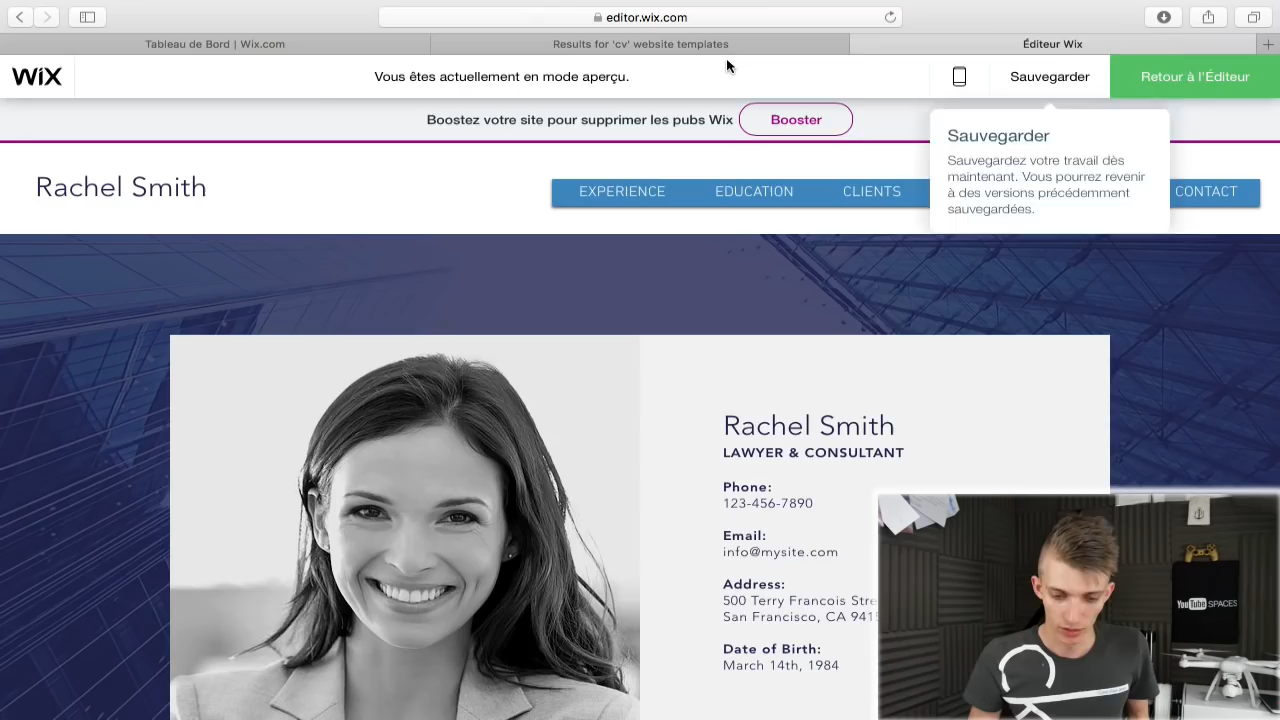 editor.wix.com
Tableau de Bord | Wix.com
Results for 'cv' website templates
Éditeur Wix
WiX
Vous êtes actuellement en mode aperçu.
Sauvegarder
Retour à l'Éditeur
Boostez votre site pour supprimer les pubs Wix
Booster
Sauvegarder
Sauvegardez votre travail dès
maintenant. Vous pourrez revenir
à des versions précédemment
sauvegardées.
Rachel Smith
EXPERIENCE
EDUCATION
CLIENTS
CONTACT
Rachel Smith
LAWYER & CONSULTANT
Phone:
123-456-7890
Email:
info@mysite.com
Address:
500 Terry Francois
San Francisco, CA
Date of Birth:
March 14th, 1984
YouTube SPACES